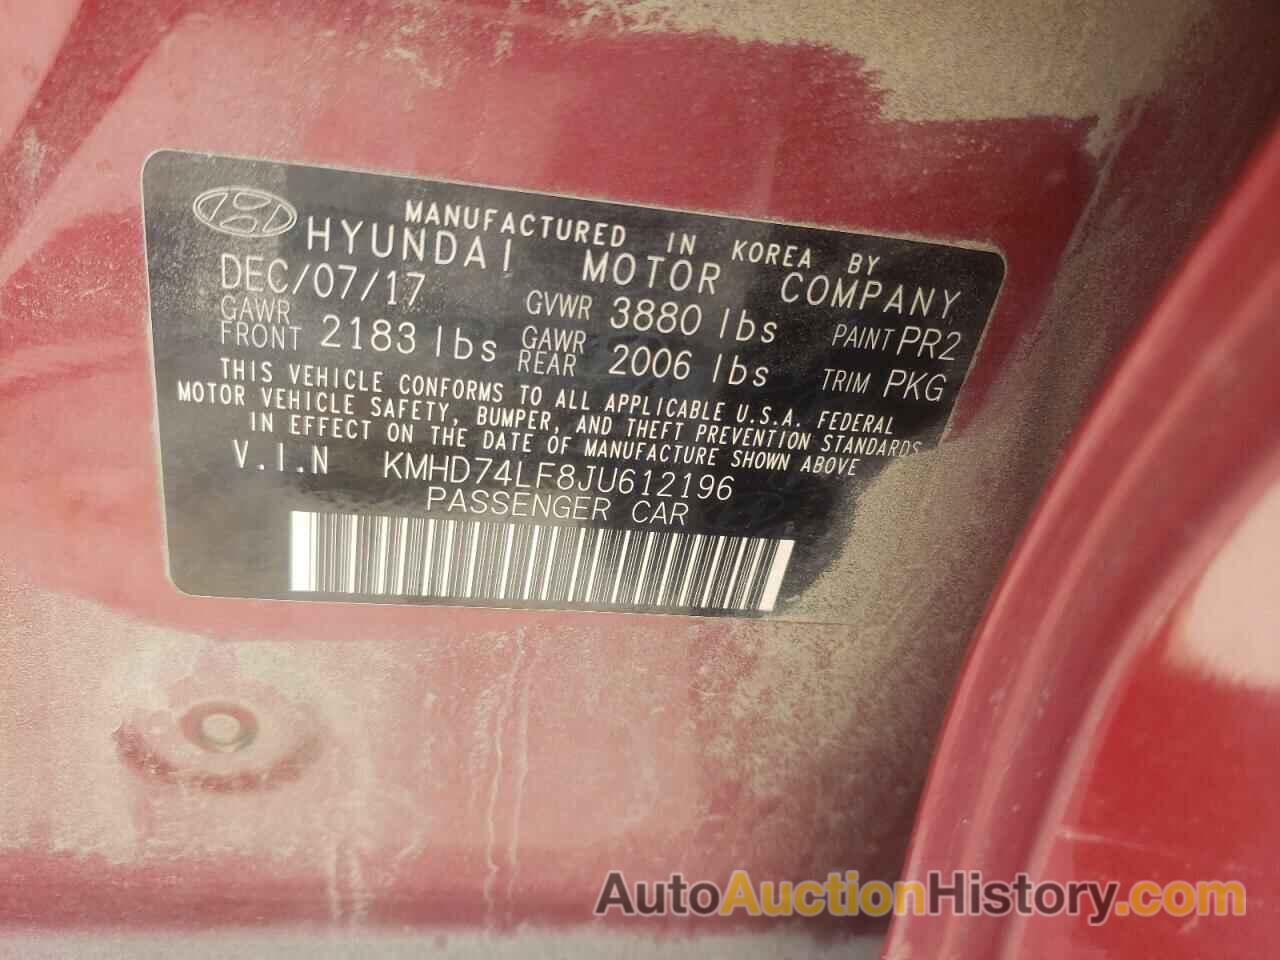 MANUFACTURED IN KOREA BY
HYUNDAI MOTOR COMPANY
DEC/07/17 GVWR 3880 lbs PAINT PR2
GAWR FRONT 2183 lbs GAWR REAR 2006 lbs TRIM PKG
THIS VEHICLE CONFORMS TO ALL APPLICABLE U.S.A. FEDERAL
MOTOR VEHICLE SAFETY, BUMPER, AND THEFT PREVENTION STANDARDS
IN EFFECT ON THE DATE OF MANUFACTURE SHOWN ABOVE
V.I.N KMHD74LF8JU612196
PASSENGER CAR
AutoAuctionHistory.com